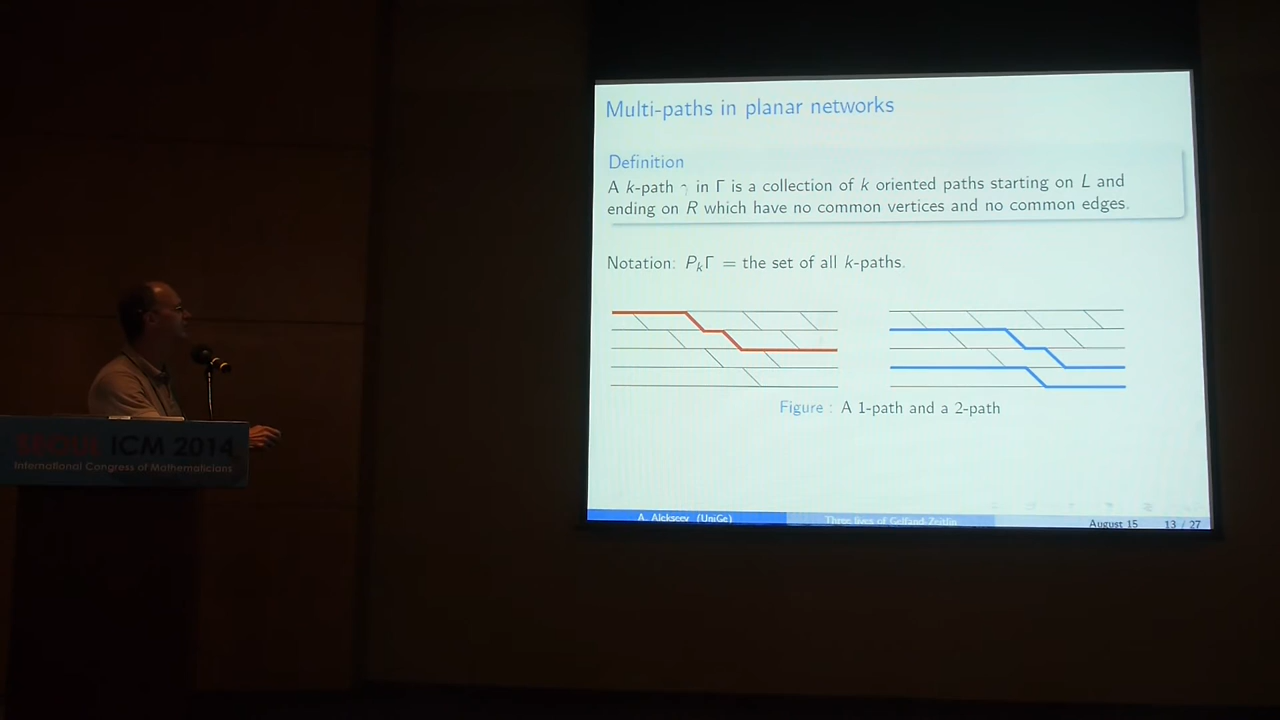 Multi-paths in planar networks
Definition
A k-path γ in Γ is a collection of k oriented paths starting on L and
ending on R which have no common vertices and no common edges.
Notation: PₖΓ = the set of all k-paths.
Figure : A 1-path and a 2-path
A. Alekseev (UniGe)
Three lives of Gelfand-Zeitlin
August 15
13 / 27
SEOUL ICM 2014
International Congress of Mathematicians